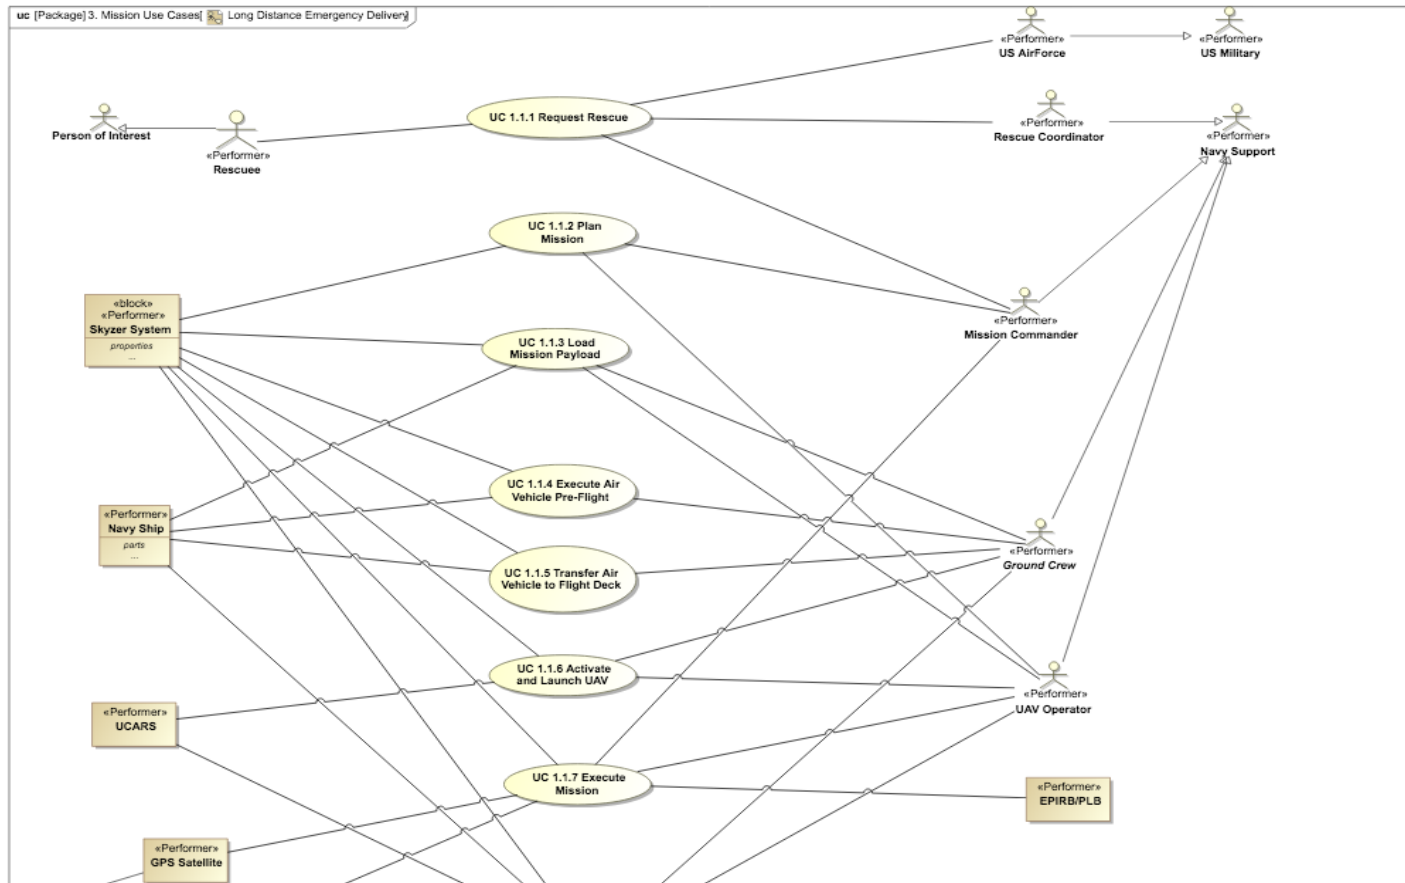 uc [Package] 3. Mission Use Cases[ Long Distance Emergency Delivery]
«Performer»
US AirForce
«Performer»
US Military
Person of Interest
«Performer»
Rescuee
UC 1.1.1 Request Rescue
«Performer»
Rescue Coordinator
«Performer»
Navy Support
UC 1.1.2 Plan
Mission
«block»
«Performer»
Skyzer System
properties
...
UC 1.1.3 Load
Mission Payload
«Performer»
Mission Commander
«Performer»
Navy Ship
parts
...
UC 1.1.4 Execute Air
Vehicle Pre-Flight
UC 1.1.5 Transfer Air
Vehicle to Flight Deck
«Performer»
Ground Crew
UC 1.1.6 Activate
and Launch UAV
«Performer»
UAV Operator
«Performer»
UCARS
UC 1.1.7 Execute
Mission
«Performer»
EPIRB/PLB
«Performer»
GPS Satellite